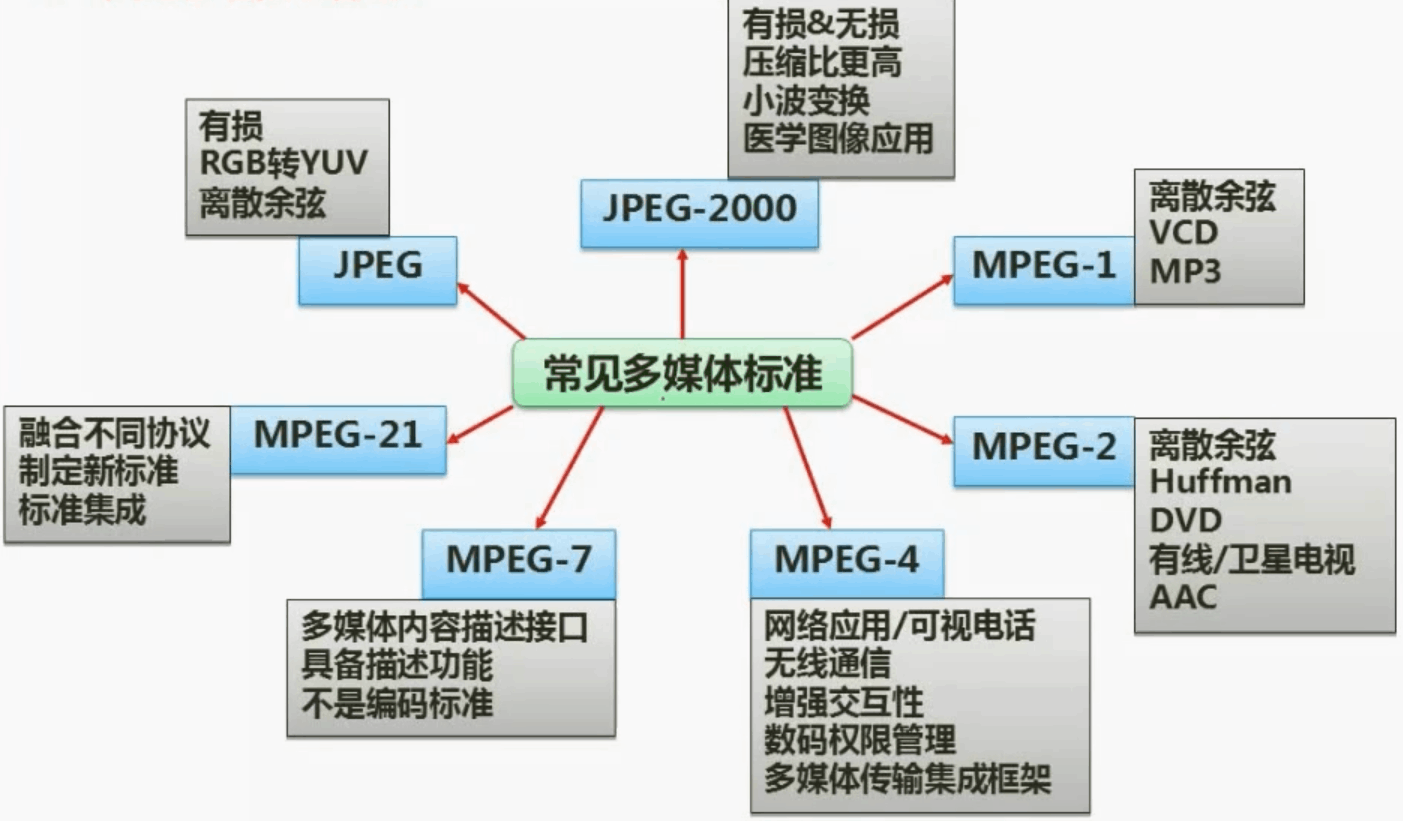 有损&无损
压缩比更高
小波变换
医学图像应用
JPEG-2000
有损
RGB转YUV
离散余弦
JPEG
离散余弦
VCD
MP3
MPEG-1
常见多媒体标准
融合不同协议
制定新标准
标准集成
MPEG-21
MPEG-2
离散余弦
Huffman
DVD
有线/卫星电视
AAC
MPEG-7
多媒体内容描述接口
具备描述功能
不是编码标准
MPEG-4
网络应用/可视电话
无线通信
增强交互性
数码权限管理
多媒体传输集成框架